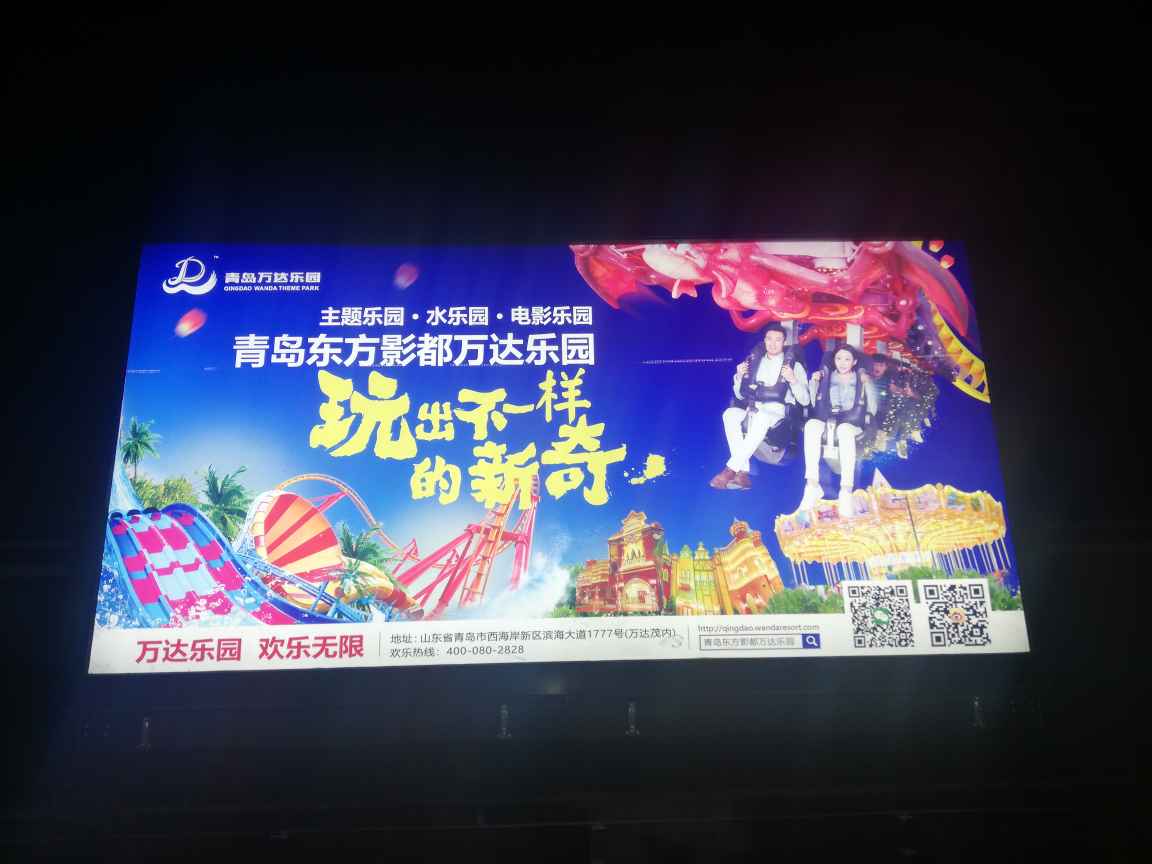 青岛万达乐园
QINGDAO WANDA THEME PARK
主题乐园·水乐园·电影乐园
青岛东方影都万达乐园
玩出不一样
的新奇
万达乐园 欢乐无限
地址:山东省青岛市西海岸新区滨海大道1777号(万达茂内)
欢乐热线:400-080-2828
http://qingdao.wandaresort.com
青岛东方影都万达乐园